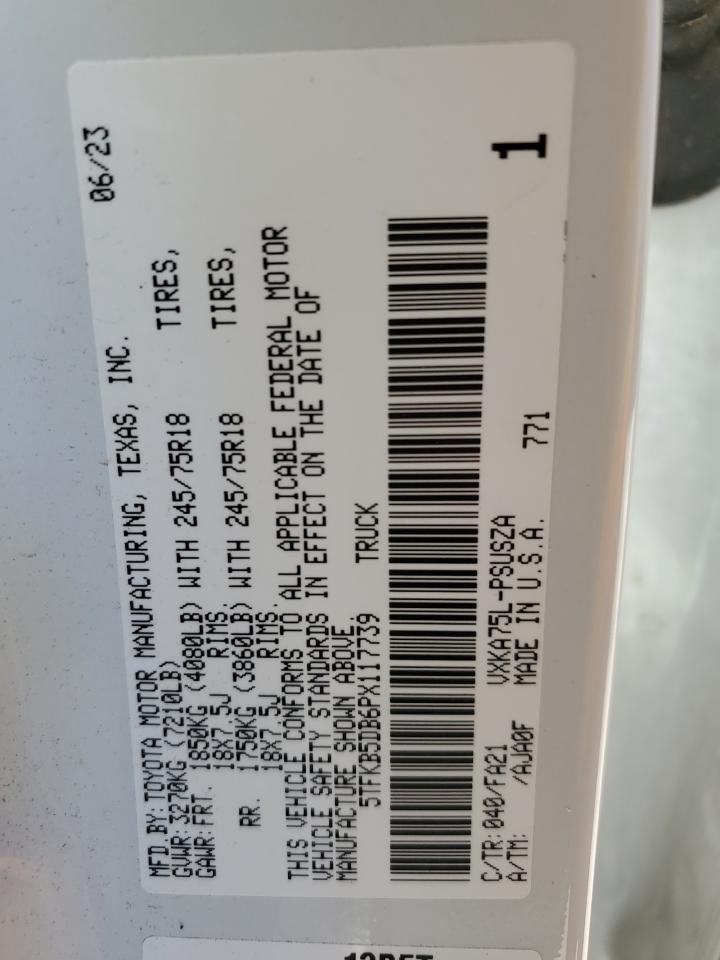 MFD BY: TOYOTA MOTOR MANUFACTURING, TEXAS, INC. 06/23
GVWR: 3270KG (7210LB)
GAWR: FRT. 1850KG (4080LB) WITH 245/75R18 TIRES,
18X7.5J RIMS.
RR. 1750KG (3860LB) WITH 245/75R18 TIRES,
18X7.5J RIMS.
THIS VEHICLE CONFORMS TO ALL APPLICABLE FEDERAL MOTOR
VEHICLE SAFETY STANDARDS IN EFFECT ON THE DATE OF
MANUFACTURE SHOWN ABOVE.
5TFKB5DB6PX117739 TRUCK
1
C/TR: 040/FA21 VXKA75L-PSUSZA 771
A/TM: /AJA0F MADE IN U.S.A.